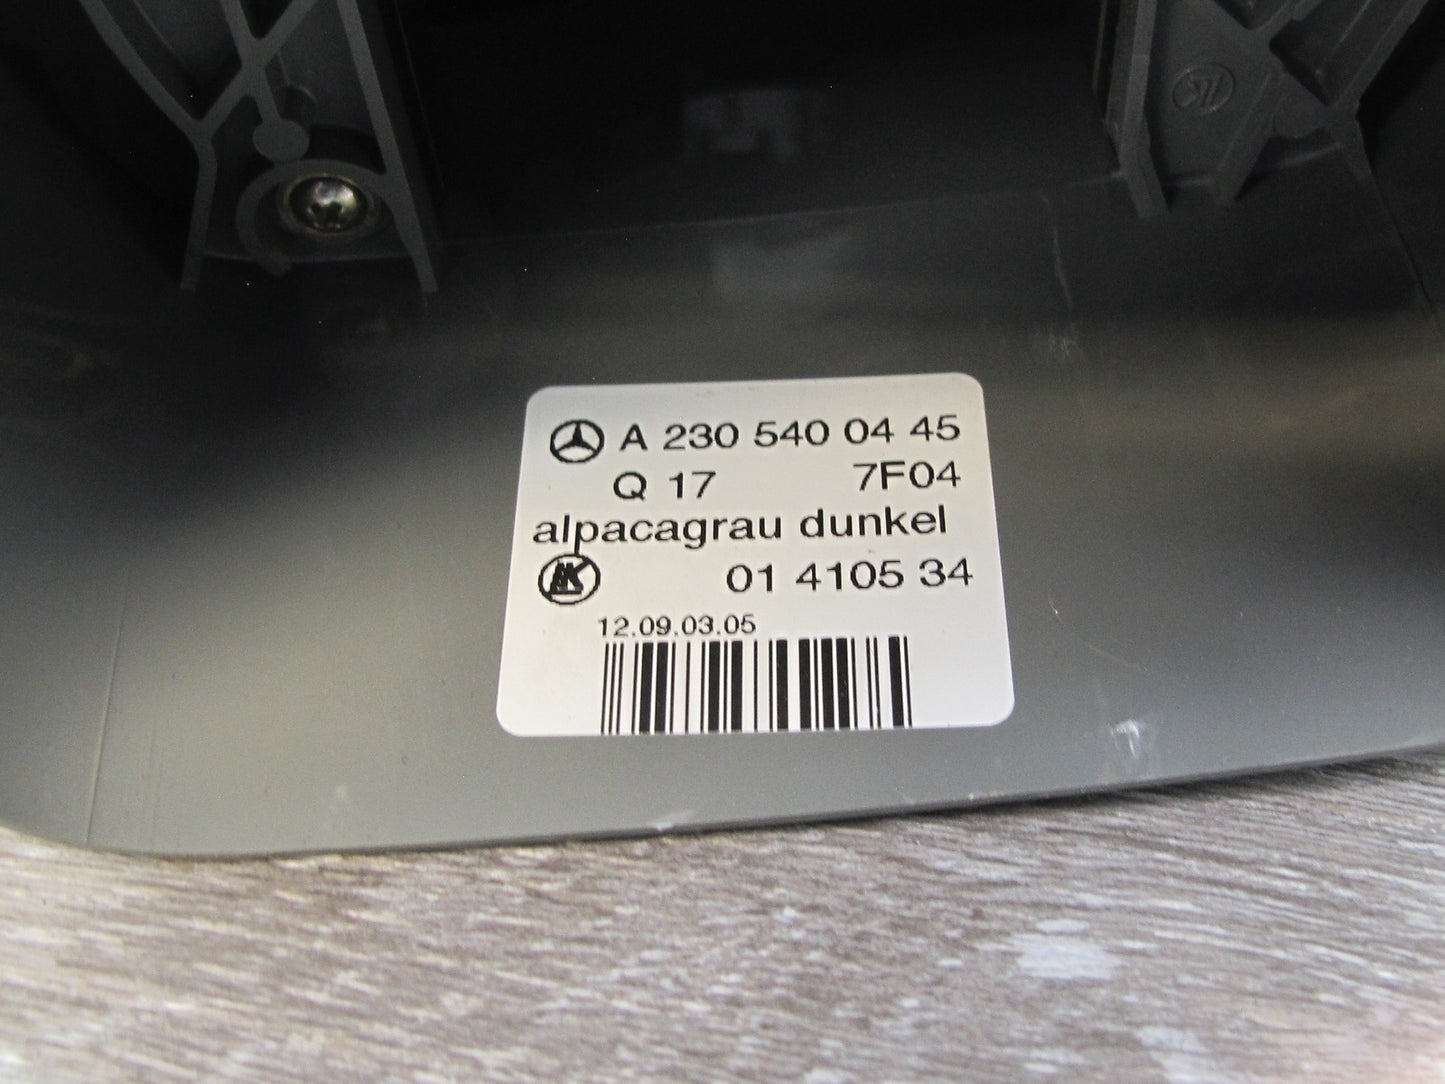 A 230 540 04 45
Q 17 7F04
alpacagrau dunkel
01 4105 34
12.09.03.05